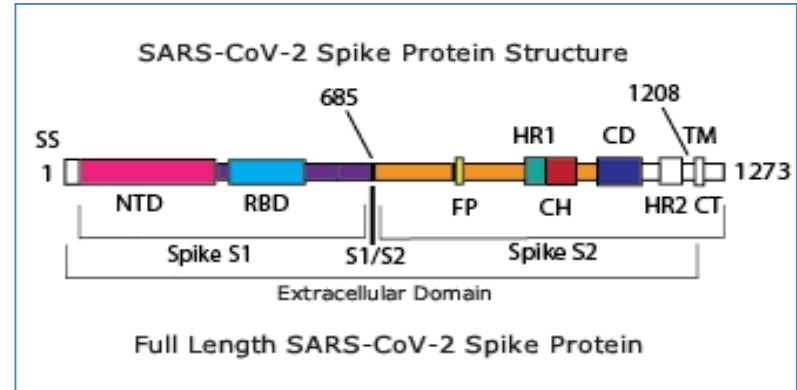 SARS-CoV-2 Spike Protein Structure
685
1208
SS
HR1
CD
TM
1
1273
NTD
RBD
FP
CH
HR2
CT
Spike S1
S1/S2
Spike S2
Extracellular Domain
Full Length SARS-CoV-2 Spike Protein